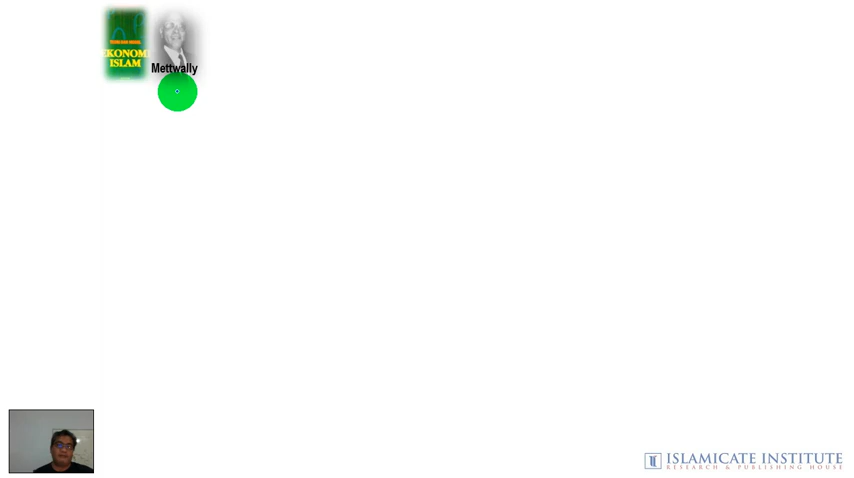 EKONOMI
ISLAM
Mettwally
ISLAMICATE INSTITUTE
RESEARCH & PUBLISHING HOUSE